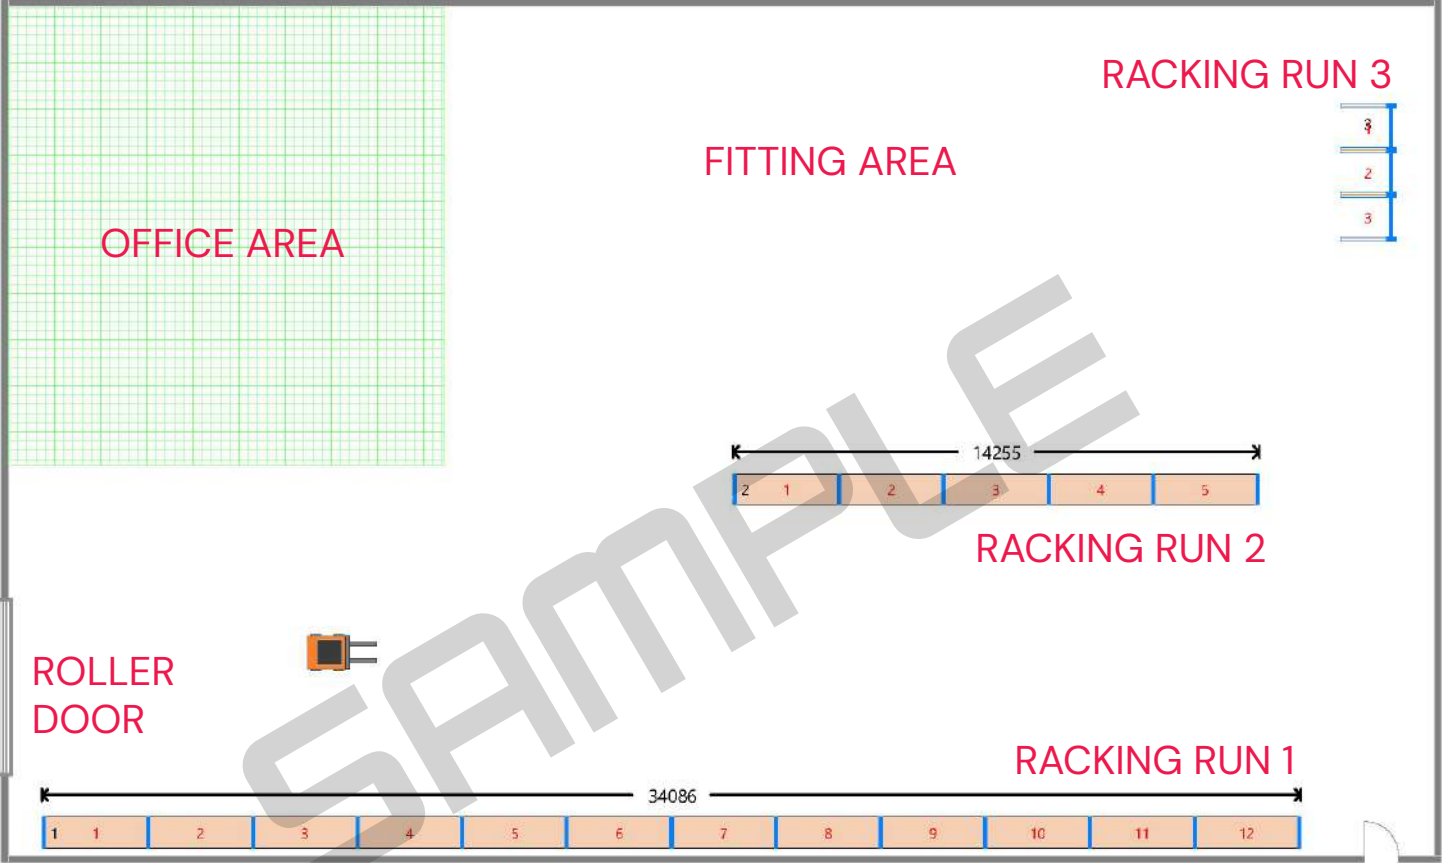 RACKING RUN 3
3 1
2
3
FITTING AREA
OFFICE AREA
14255
2 1 2 3 4 5
RACKING RUN 2
SAMPLE
ROLLER
DOOR
RACKING RUN 1
34086
1 1 2 3 4 5 6 7 8 9 10 11 12